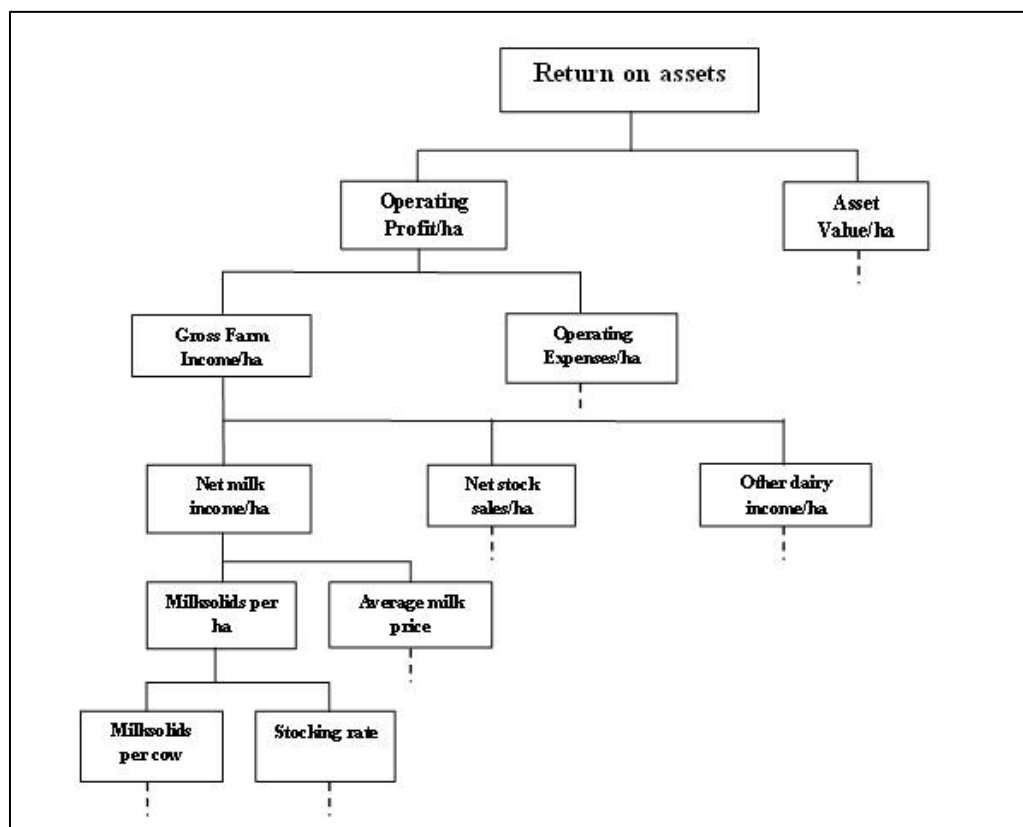 Return on assets
Operating
Profit/ha
Asset
Value/ha
Gross Farm
Income/ha
Operating
Expenses/ha
Net milk
income/ha
Net stock
sales/ha
Other dairy
income/ha
Milksolids per
ha
Average milk
price
Milksolids
per cow
Stocking rate